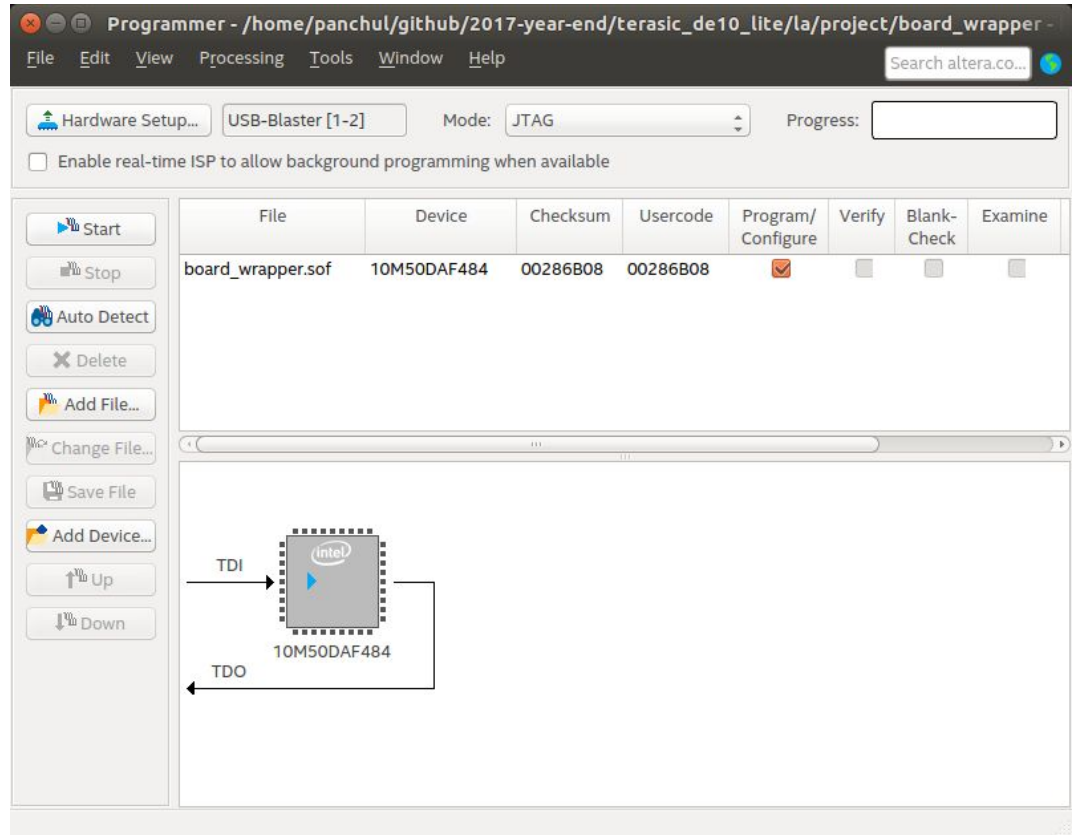 Programmer - /home/panchul/github/2017-year-end/terasic_de10_lite/la/project/board_wrapper -
File Edit View Processing Tools Window Help Search altera.co...
Hardware Setup... USB-Blaster [1-2] Mode: JTAG Progress:
Enable real-time ISP to allow background programming when available
Start
Stop
Auto Detect
Delete
Add File...
Change File...
Save File
Add Device...
Up
Down
File Device Checksum Usercode Program/ Verify Blank- Examine
Configure Check
board_wrapper.sof 10M50DAF484 00286B08 00286B08
TDI
intel
10M50DAF484
TDO